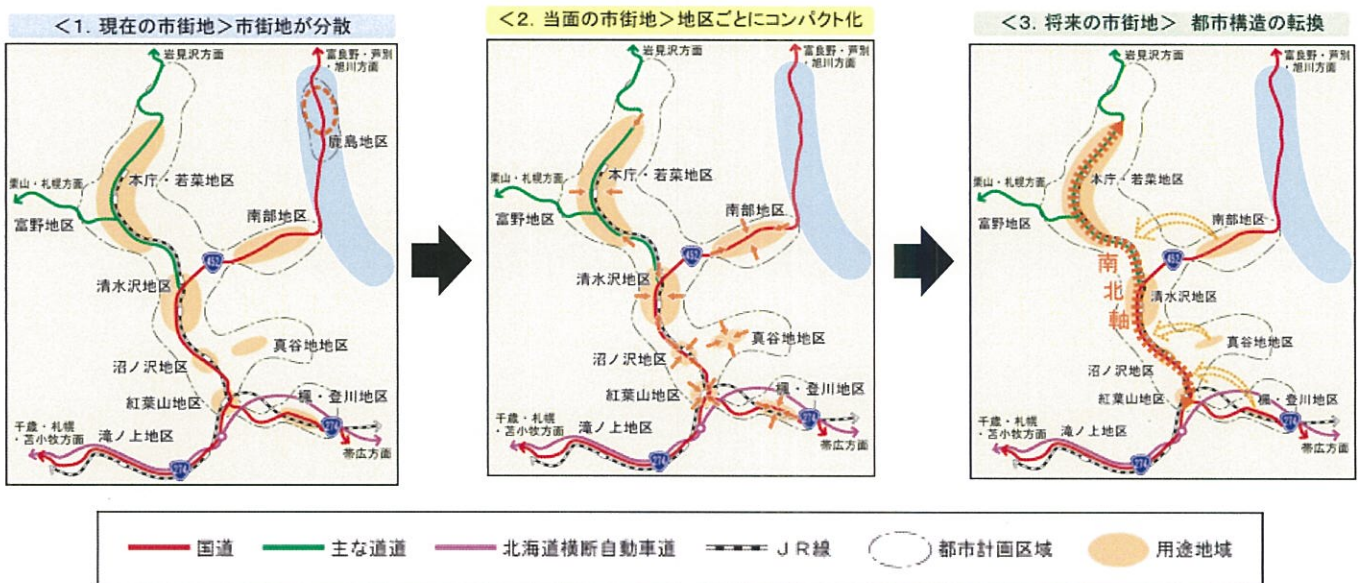 <1. 現在の市街地>市街地が分散
岩見沢方面
富良野・芦別
・旭川方面
鹿島地区
本庁・若菜地区
栗山・札幌方面
富野地区
南部地区
452
清水沢地区
真谷地地区
沼ノ沢地区
紅葉山地区
楓・登川地区
274
千歳・札幌
・苫小牧方面
滝ノ上地区
帯広方面
274
<2. 当面の市街地>地区ごとにコンパクト化
岩見沢方面
富良野・芦別
・旭川方面
本庁・若菜地区
栗山・札幌方面
富野地区
南部地区
452
清水沢地区
真谷地地区
沼ノ沢地区
紅葉山地区
楓・登川地区
274
千歳・札幌
・苫小牧方面
滝ノ上地区
帯広方面
274
<3. 将来の市街地> 都市構造の転換
岩見沢方面
富良野・芦別
・旭川方面
本庁・若菜地区
栗山・札幌方面
富野地区
南部地区
452
南北軸
清水沢地区
真谷地地区
沼ノ沢地区
紅葉山地区
楓・登川地区
274
千歳・札幌
・苫小牧方面
滝ノ上地区
帯広方面
274
国道
主な道道
北海道横断自動車道
JR線
都市計画区域
用途地域